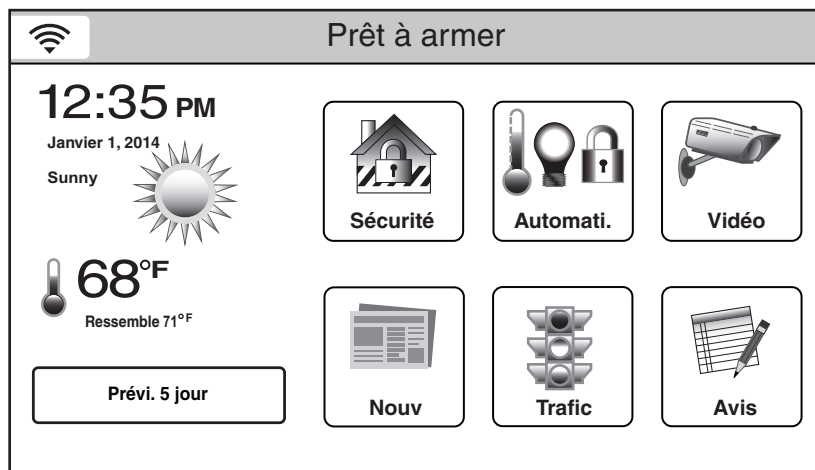 Prêt à armer
12:35 PM
Janvier 1, 2014
Sunny
68°F
Ressemble 71°F
Prévi. 5 jour
Sécurité
Automati.
Vidéo
Nouv
Trafic
Avis